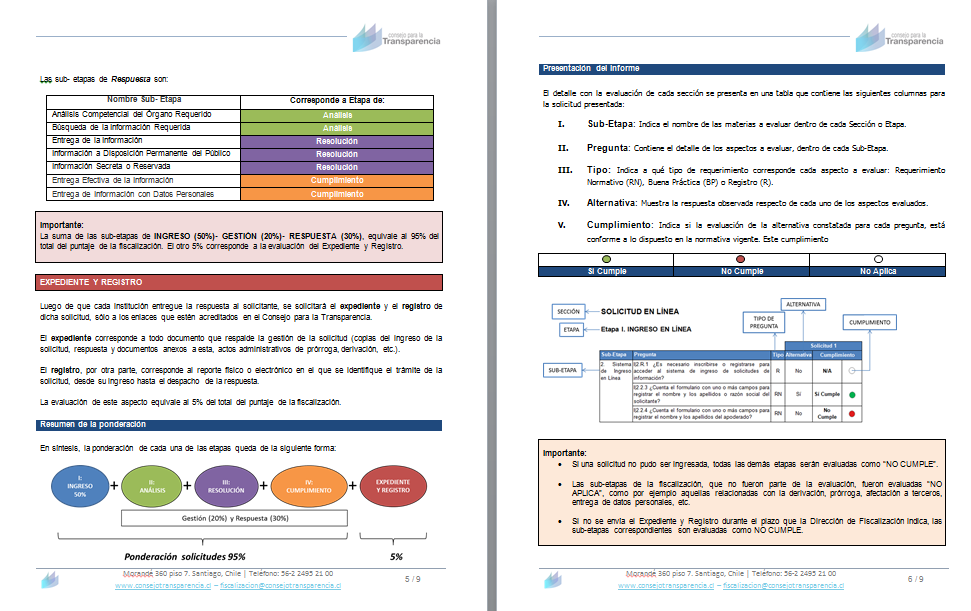 consejo para la
Transparencia
Las sub- etapas de Respuesta son:
Nombre Sub- Etapa Corresponde a Etapa de:
Análisis Competencial del Órgano Requerido Análisis
Búsqueda de la Información Requerida Análisis
Entrega de la Información Resolución
Información a Disposición Permanente del Público Resolución
Información Secreta o Reservada Resolución
Entrega Efectiva de la Información Cumplimiento
Entrega de Información con Datos Personales Cumplimiento
Importante:
La suma de las sub-etapas de INGRESO (50%)- GESTIÓN (20%)- RESPUESTA (30%), equivale al 95% del
total del puntaje de la fiscalización. El otro 5% corresponde a la evaluación del Expediente y Registro.
EXPEDIENTE Y REGISTRO
Luego de que cada institución entregue la respuesta al solicitante, se solicitará el expediente y el registro de
dicha solicitud, sólo a los enlaces que estén acreditados en el Consejo para la Transparencia.
El expediente corresponde a todo documento que respalde la gestión de la solicitud (copias del ingreso de la
solicitud, respuesta y documentos anexos a esta, actos administrativos de prórroga, derivación, etc.).
El registro, por otra parte, corresponde al reporte físico o electrónico en el que se identifique el trámite de la
solicitud, desde su ingreso hasta el despacho de la respuesta.
La evaluación de este aspecto equivale al 5% del total del puntaje de la fiscalización.
Resumen de la ponderación
En síntesis, la ponderación de cada una de las etapas queda de la siguiente forma:
I:
INGRESO
50%
+
II:
ANÁLISIS
+
III:
RESOLUCIÓN
+
IV:
CUMPLIMIENTO
+
EXPEDIENTE
Y REGISTRO
Gestión (20%) y Respuesta (30%)
Ponderación solicitudes 95% 5%
Morandé 360 piso 7. Santiago, Chile | Teléfono: 56-2 2495 21 00
www.consejotransparencia.cl – fiscalizacion@consejotransparencia.cl
5 / 9
consejo para la
Transparencia
Presentación del Informe
El detalle con la evaluación de cada sección se presenta en una tabla que contiene las siguientes columnas para
la solicitud presentada:
I. Sub-Etapa: Indica el nombre de las materias a evaluar dentro de cada Sección o Etapa.
II. Pregunta: Contiene el detalle de los aspectos a evaluar, dentro de cada Sub-Etapa.
III. Tipo: Indica a qué tipo de requerimiento corresponde cada aspecto a evaluar: Requerimiento
Normativo (RN), Buena Práctica (BP) o Registro (R).
IV. Alternativa: Muestra la respuesta observada respecto de cada uno de los aspectos evaluados.
V. Cumplimiento: Indica si la evaluación de la alternativa constatada para cada pregunta, está
conforme a lo dispuesto en la normativa vigente. Este cumplimiento
Si Cumple No Cumple No Aplica
SECCIÓN
SOLICITUD EN LÍNEA
ALTERNATIVA
ETAPA
Etapa I. INGRESO EN LÍNEA
TIPO DE
PREGUNTA
CUMPLIMIENTO
SUB-ETAPA
Solicitud 1
Sub-Etapa Pregunta Tipo Alternativa Cumplimiento
2. Sistema de Ingreso en Línea
I2.R.1 ¿Es necesario inscribirse o registrarse para
acceder al sistema de ingreso de solicitudes de
información?
R No N/A
I2.2.3 ¿Cuenta el formulario con uno o más campos para
registrar el nombre y los apellidos o razón social del
solicitante?
RN Sí Si Cumple
I2.2.4 ¿Cuenta el formulario con uno o más campos para
registrar el nombre y los apellidos del apoderado?
RN No No Cumple
Importante:
• Si una solicitud no pudo ser ingresada, todas las demás etapas serán evaluadas como "NO CUMPLE".
• Las sub-etapas de la fiscalización, que no fueron parte de la evaluación, fueron evaluadas "NO
APLICA", como por ejemplo aquellas relacionadas con la derivación, prórroga, afectación a terceros,
entrega de datos personales, etc.
• Si no se envía el Expediente y Registro durante el plazo que la Dirección de Fiscalización indica, las
sub-etapas correspondientes son evaluadas como NO CUMPLE.
Morandé 360 piso 7. Santiago, Chile | Teléfono: 56-2 2495 21 00
www.consejotransparencia.cl – fiscalizacion@consejotransparencia.cl
6 / 9